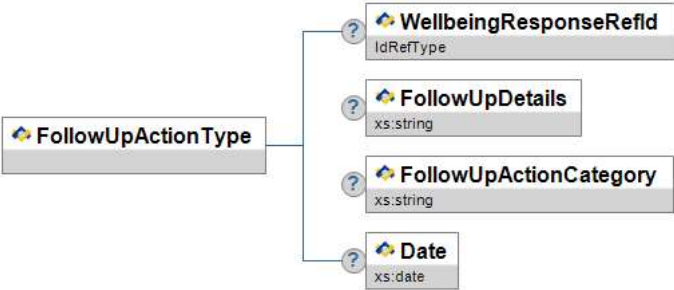 WellbeingResponseRefId
IdRefType
?
FollowUpDetails
xs:string
?
FollowUpActionType
FollowUpActionCategory
xs:string
?
Date
xs:date
?